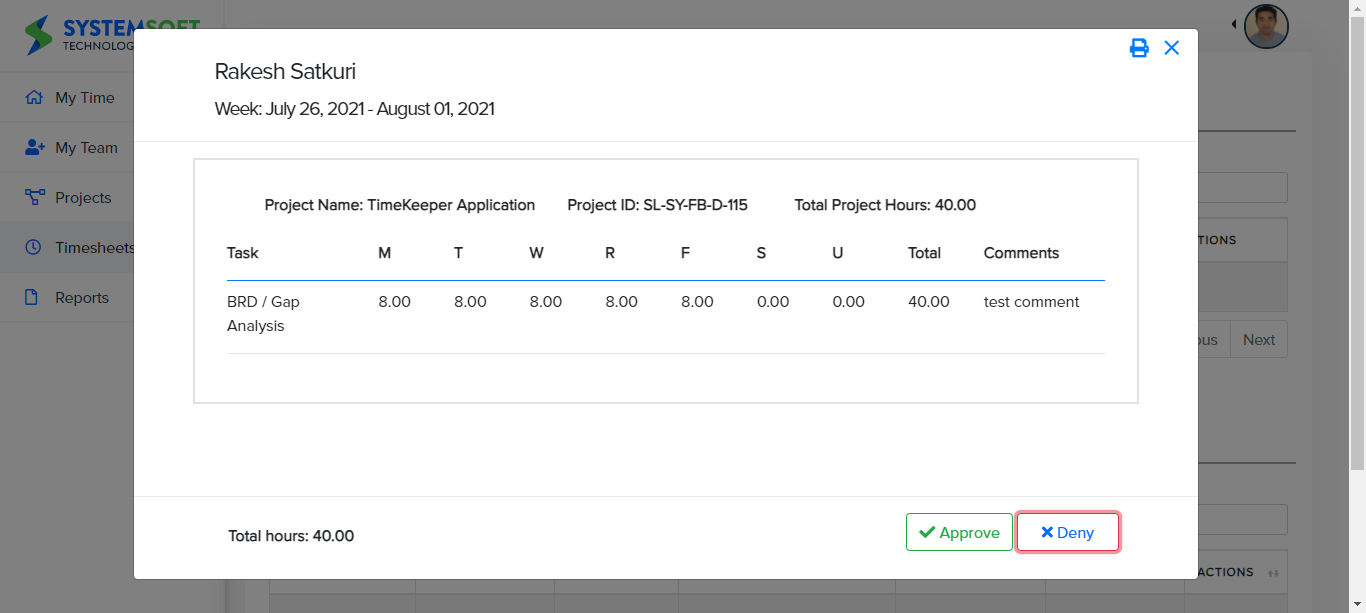 SYSTEMSOFT
TECHNOLOG
My Time
My Team
Projects
Timesheets
Reports
Rakesh Satkuri
Week: July 26, 2021 - August 01, 2021
Project Name: TimeKeeper Application Project ID: SL-SY-FB-D-115 Total Project Hours: 40.00
Task M T W R F S U Total Comments
BRD / Gap 8.00 8.00 8.00 8.00 8.00 0.00 0.00 40.00 test comment
Analysis
Total hours: 40.00
Approve Deny
TIONS
ous Next
ACTIONS